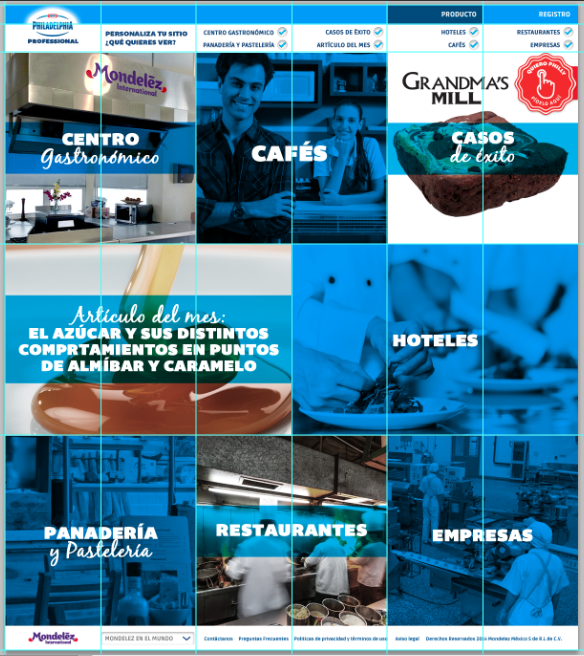 PHILADELPHIA
PROFESSIONAL
PERSONALIZA TU SITIO
¿QUÉ QUIERES VER?
PRODUCTO
REGISTRO
CENTRO GASTRONÓMICO
CASOS DE ÉXITO
HOTELES
RESTAURANTES
PANADERÍA Y PASTELERÍA
ARTÍCULO DEL MES
CAFÉS
EMPRESAS
Mondelēz
International
CENTRO
Gastronómico
CAFÉS
GRANDMA'S
MILL
QUIERO PHILLY
PÍDELO AQUÍ
CASOS
de éxito
Artículo del mes:
EL AZÚCAR Y SUS DISTINTOS
COMPRTAMIENTOS EN PUNTOS
DE ALMÍBAR Y CARAMELO
HOTELES
PANADERÍA
y Pastelería
RESTAURANTES
EMPRESAS
Mondelēz
International
MONDELEZ EN EL MUNDO
Contáctanos
Preguntas Frecuentes
Políticas de privacidad y términos de uso
Aviso legal
Derechos Reservados 2014 Mondelez México S de R L de C.V.